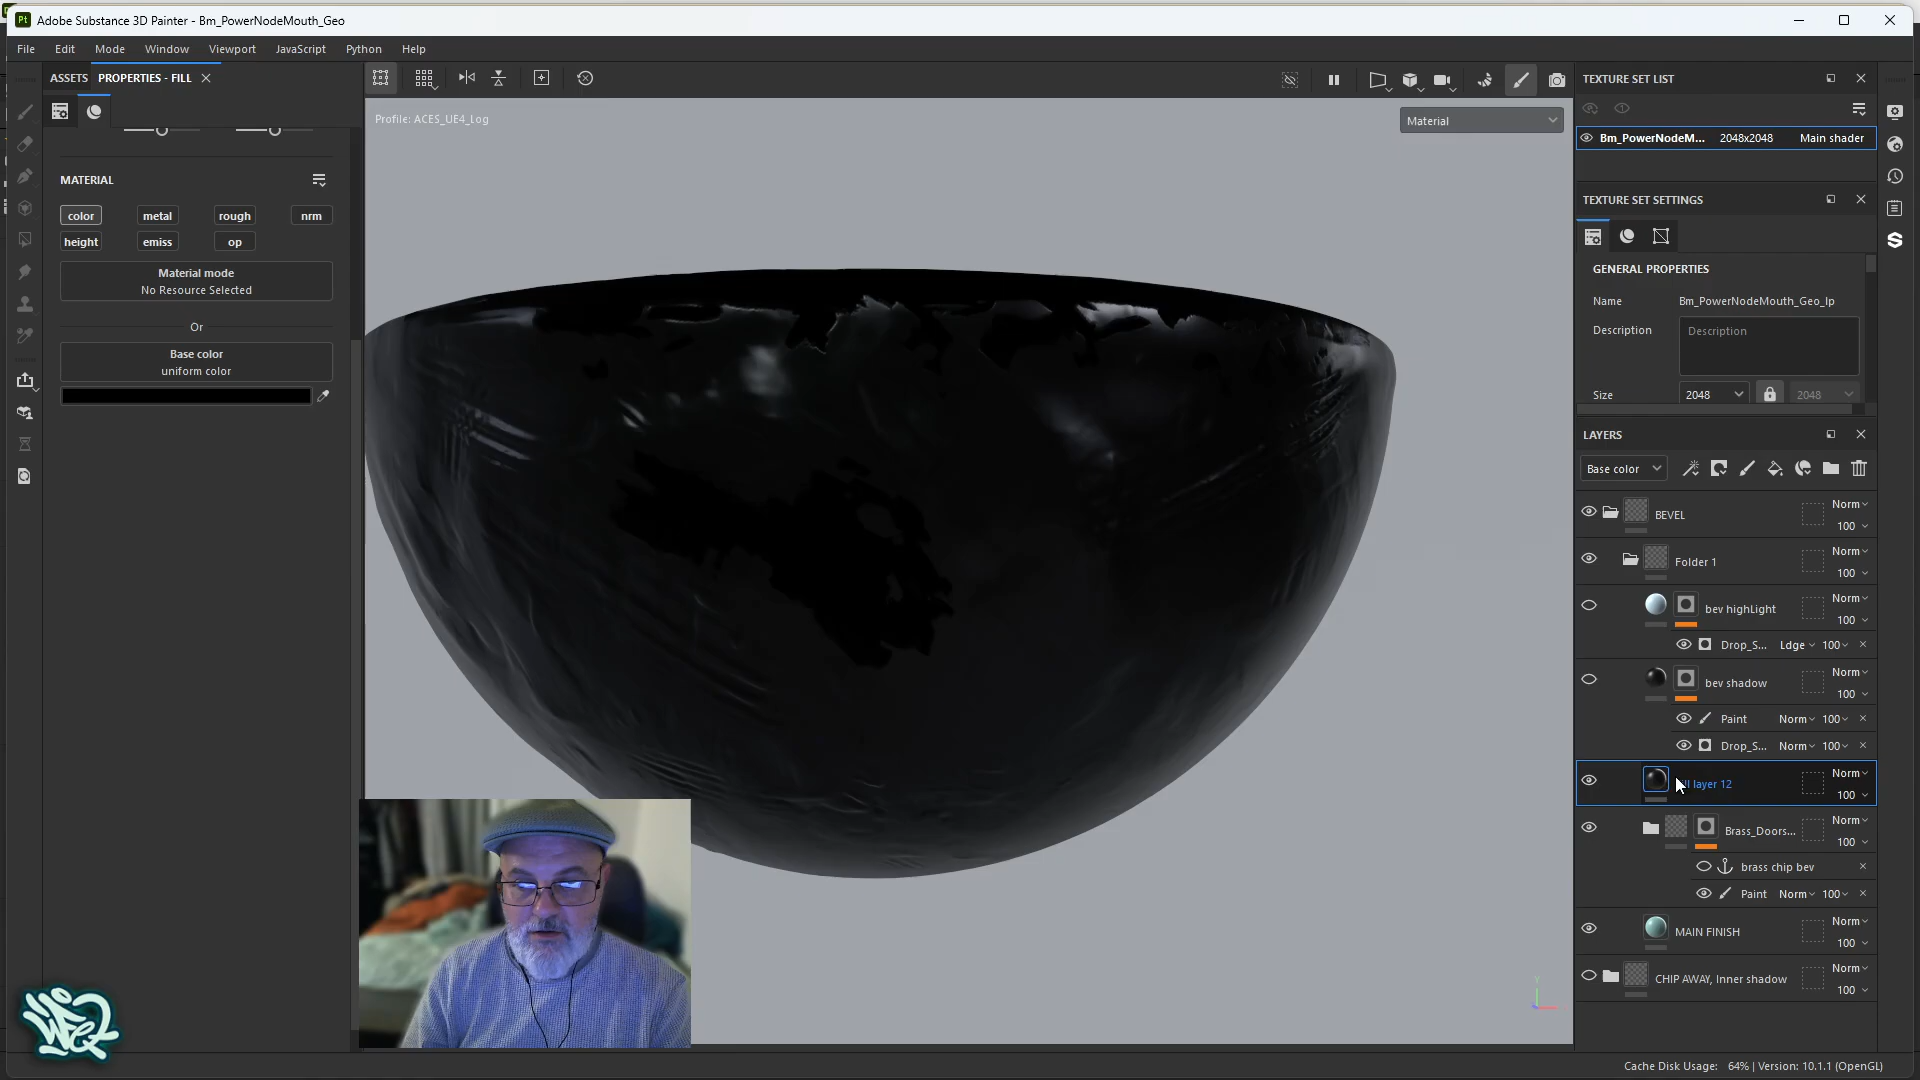 Adobe Substance 3D Painter - Bm_PowerNodeMouth_Geo
File Edit Mode Window Viewport JavaScript Python Help
ASSETS PROPERTIES - FILL
Profile: ACES_UE4_Log
Material
MATERIAL
color metal rough nrm
height emiss op
Material mode
No Resource Selected
Or
Base color
uniform color
TEXTURE SET LIST
Bm_PowerNodeM... 2048x2048 Main shader
TEXTURE SET SETTINGS
GENERAL PROPERTIES
Name Bm_PowerNodeMouth_Geo_lp
Description Description
Size 2048 2048
LAYERS
Base color
BEVEL Norm 100
Folder 1 Norm 100
bev highLight Norm 100
Drop_S... Ldge 100
bev shadow Norm 100
Paint Norm 100
Drop_S... Norm 100
layer 12 Norm 100
Brass_Doors... Norm 100
brass chip bev
Paint Norm 100
MAIN FINISH Norm 100
CHIP AWAY, Inner shadow Norm 100
Cache Disk Usage: 64% | Version: 10.1.1 (OpenGL)